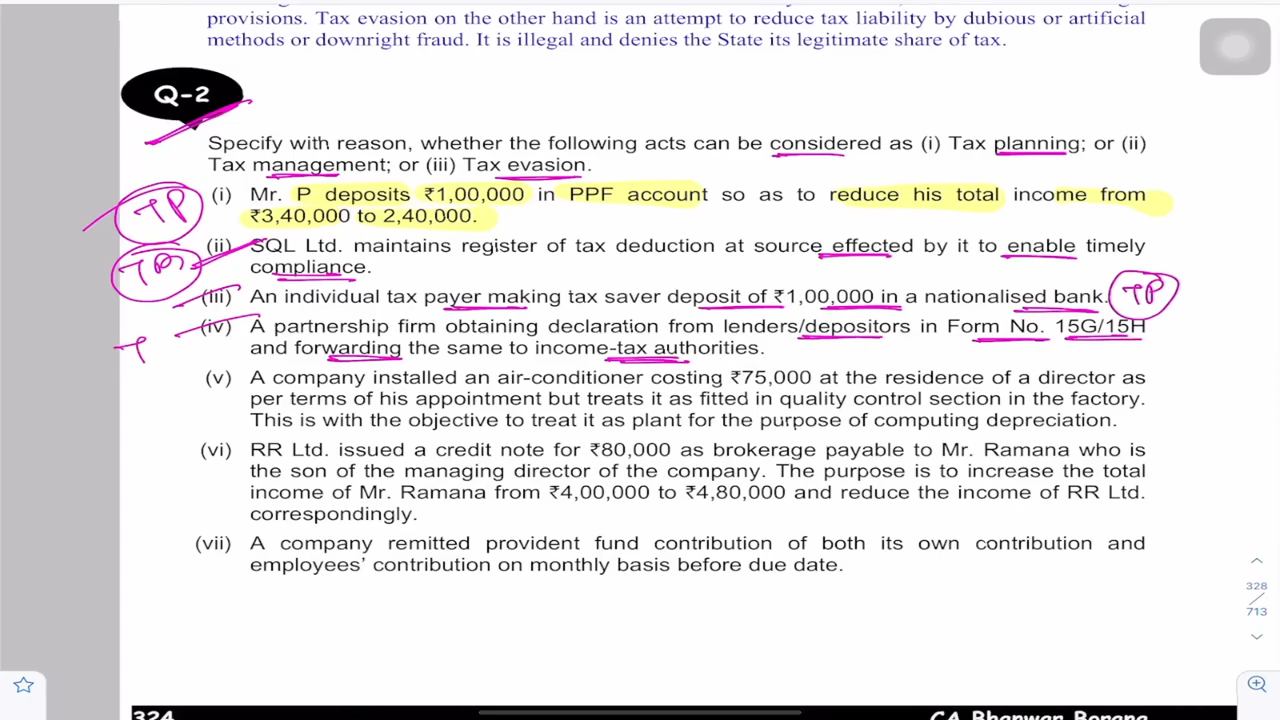 provisions. Tax evasion on the other hand is an attempt to reduce tax liability by dubious or artificial
methods or downright fraud. It is illegal and denies the State its legitimate share of tax.
Q-2
Specify with reason, whether the following acts can be considered as (i) Tax planning; or (ii)
Tax management; or (iii) Tax evasion.
TP (i) Mr. P deposits ₹1,00,000 in PPF account so as to reduce his total income from
₹3,40,000 to 2,40,000.
(ii) SQL Ltd. maintains register of tax deduction at source effected by it to enable timely
compliance.
(iii) An individual tax payer making tax saver deposit of ₹1,00,000 in a nationalised bank. TP
(iv) A partnership firm obtaining declaration from lenders/depositors in Form No. 15G/15H
and forwarding the same to income-tax authorities.
(v) A company installed an air-conditioner costing ₹75,000 at the residence of a director as
per terms of his appointment but treats it as fitted in quality control section in the factory.
This is with the objective to treat it as plant for the purpose of computing depreciation.
(vi) RR Ltd. issued a credit note for ₹80,000 as brokerage payable to Mr. Ramana who is
the son of the managing director of the company. The purpose is to increase the total
income of Mr. Ramana from ₹4,00,000 to ₹4,80,000 and reduce the income of RR Ltd.
correspondingly.
(vii) A company remitted provident fund contribution of both its own contribution and
employees' contribution on monthly basis before due date.
328
713